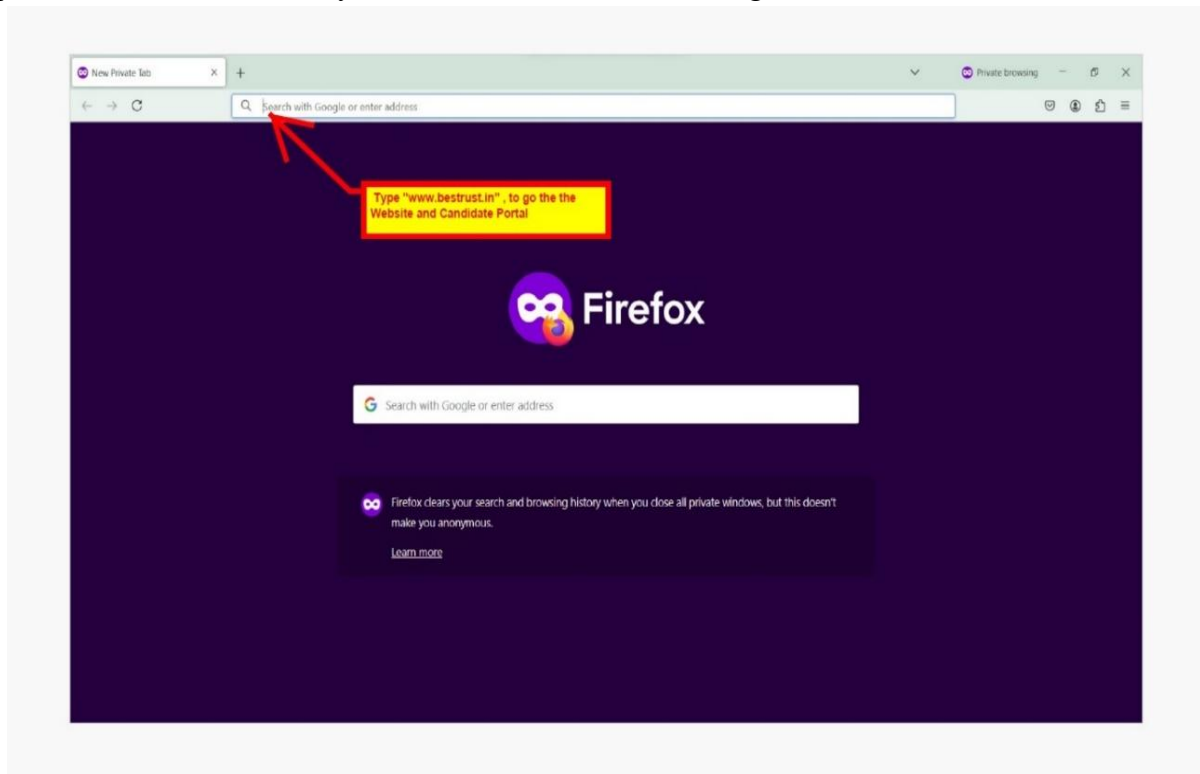 New Private Tab
Private browsing
Search with Google or enter address
Type "www.bestrust.in" , to go the the
Website and Candidate Portal
Firefox
Search with Google or enter address
Firefox clears your search and browsing history when you close all private windows, but this doesn't
make you anonymous.
Learn more